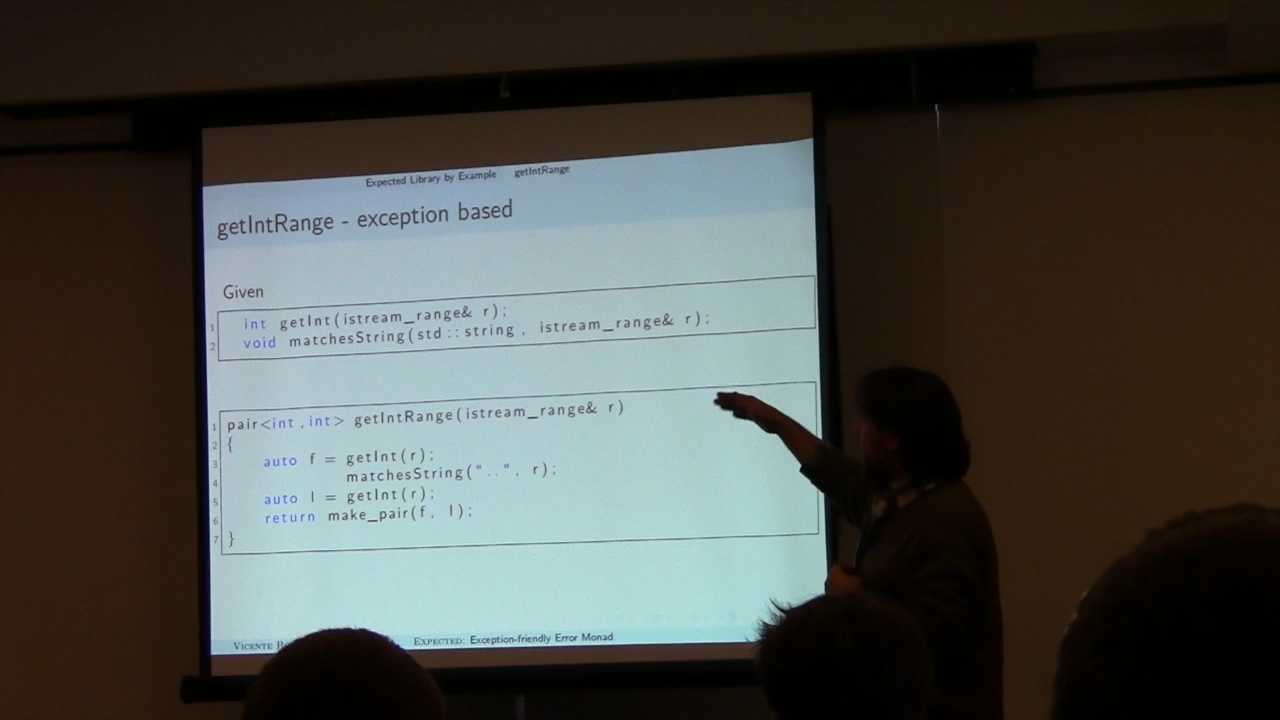 Expected Library by Example getIntRange
getIntRange - exception based
Given
1 int getInt(istream_range& r);
2 void matchesString(std::string, istream_range& r);
1 pair<int,int> getIntRange(istream_range& r)
2 {
3 auto f = getInt(r);
4 matchesString("..", r);
5 auto l = getInt(r);
6 return make_pair(f, l);
7 }
VICENTE
EXPECTED: Exception-friendly Error Monad